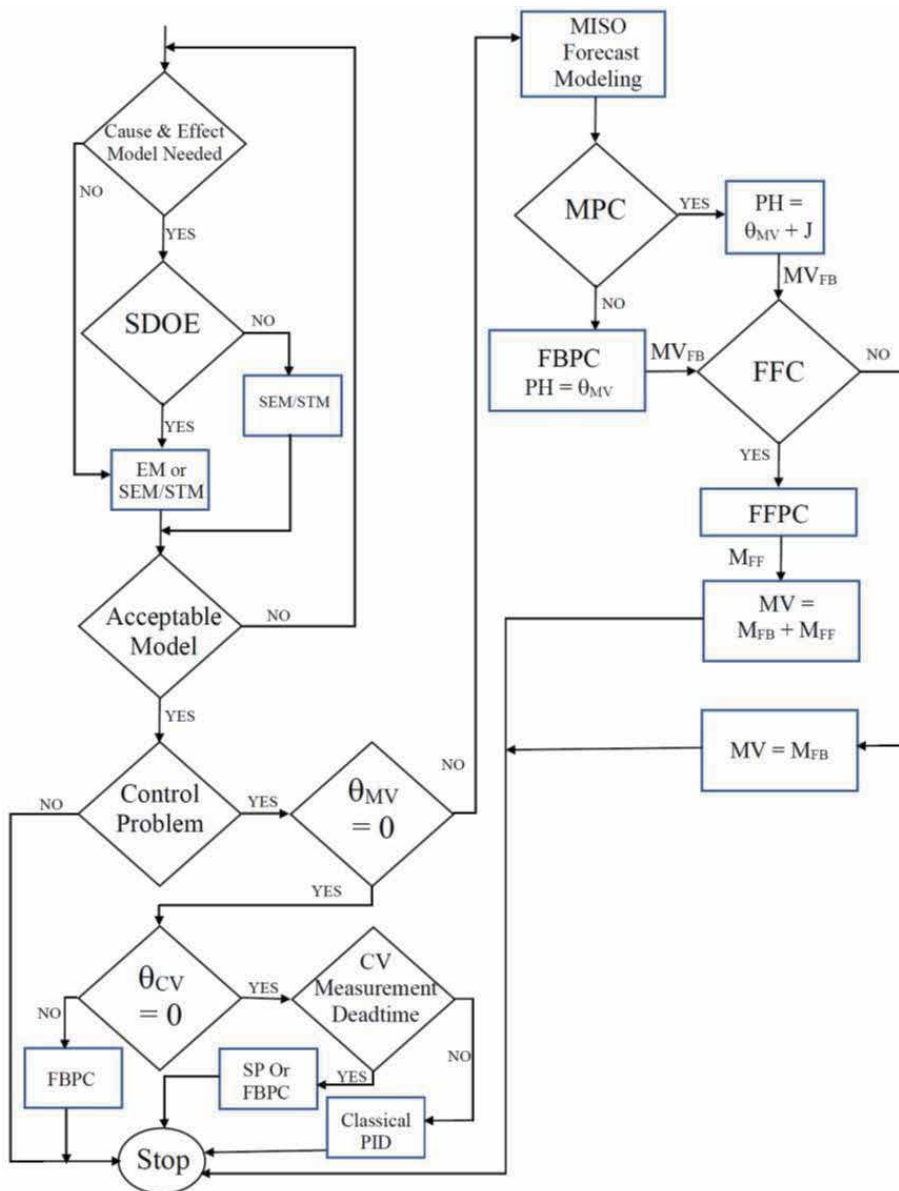 Cause & Effect
Model Needed
NO
YES
SDOE
NO
SEM/STM
YES
EM or
SEM/STM
Acceptable
Model
NO
YES
Control
Problem
NO
YES
θMV
= 0
NO
YES
θCV
= 0
YES
NO
CV
Measurement
Deadtime
NO
YES
FBPC
SP Or
FBPC
Classical
PID
Stop
MISO
Forecast
Modeling
MPC
YES
PH =
θMV + J
MVFB
NO
FBPC
PH = θMV
MVFB
FFC
NO
YES
FFPC
MFF
MV =
MFB + MFF
MV = MFB